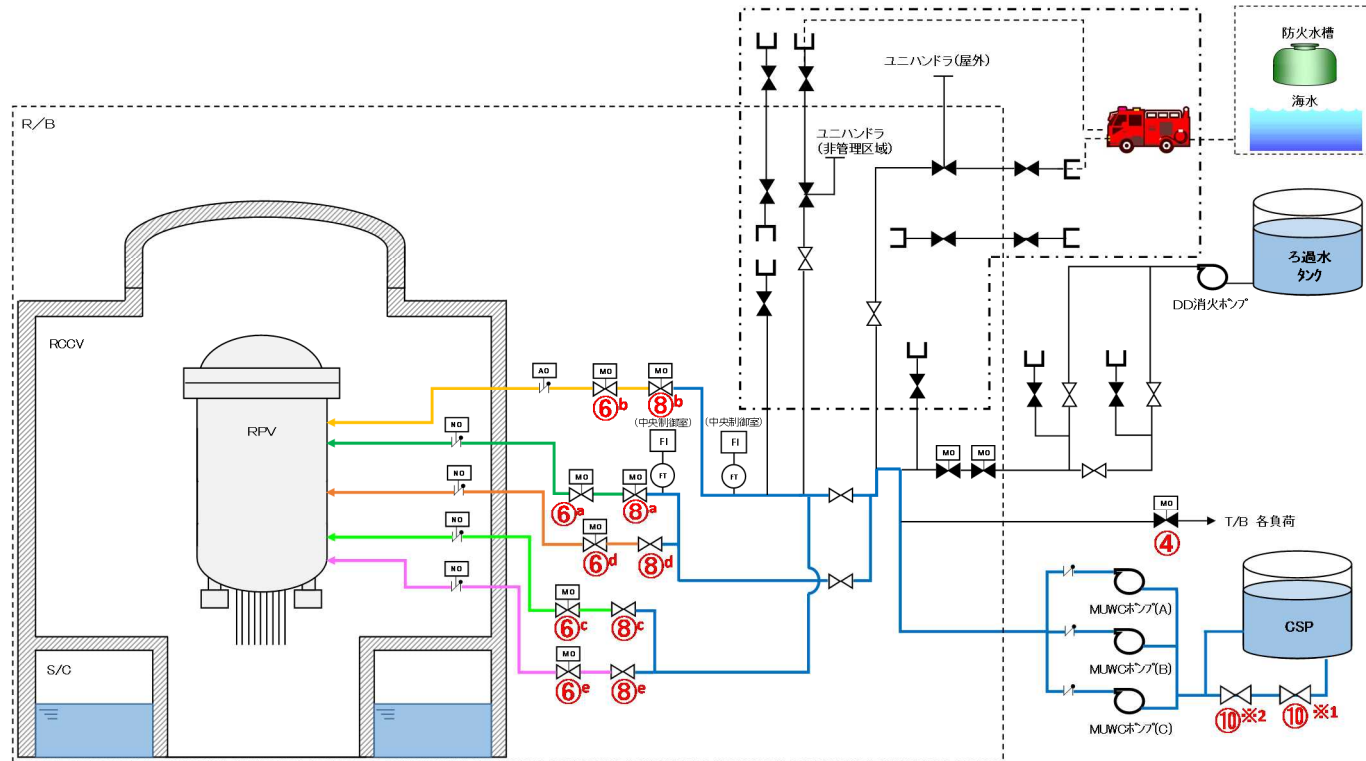 防火水槽
海水
ユニハンドラ(屋外)
R/B
ユニハンドラ
(非管理区域)
ろ過水
タンク
DD消火ポンプ
RCCV
AO
MO
MO
⑥b
⑧b
(中央制御室)
(中央制御室)
RPV
NO
FI
FI
FT
FT
MO
MO
⑥a
⑧a
MO
MO
NO
MO
⑥d
⑧d
MO
T/B 各負荷
④
NO
MO
⑥c
⑧c
MUWCポンプ(A)
CSP
NO
MO
⑥e
⑧e
MUWCポンプ(B)
S/C
⑩※2
⑩※1
MUWCポンプ(C)